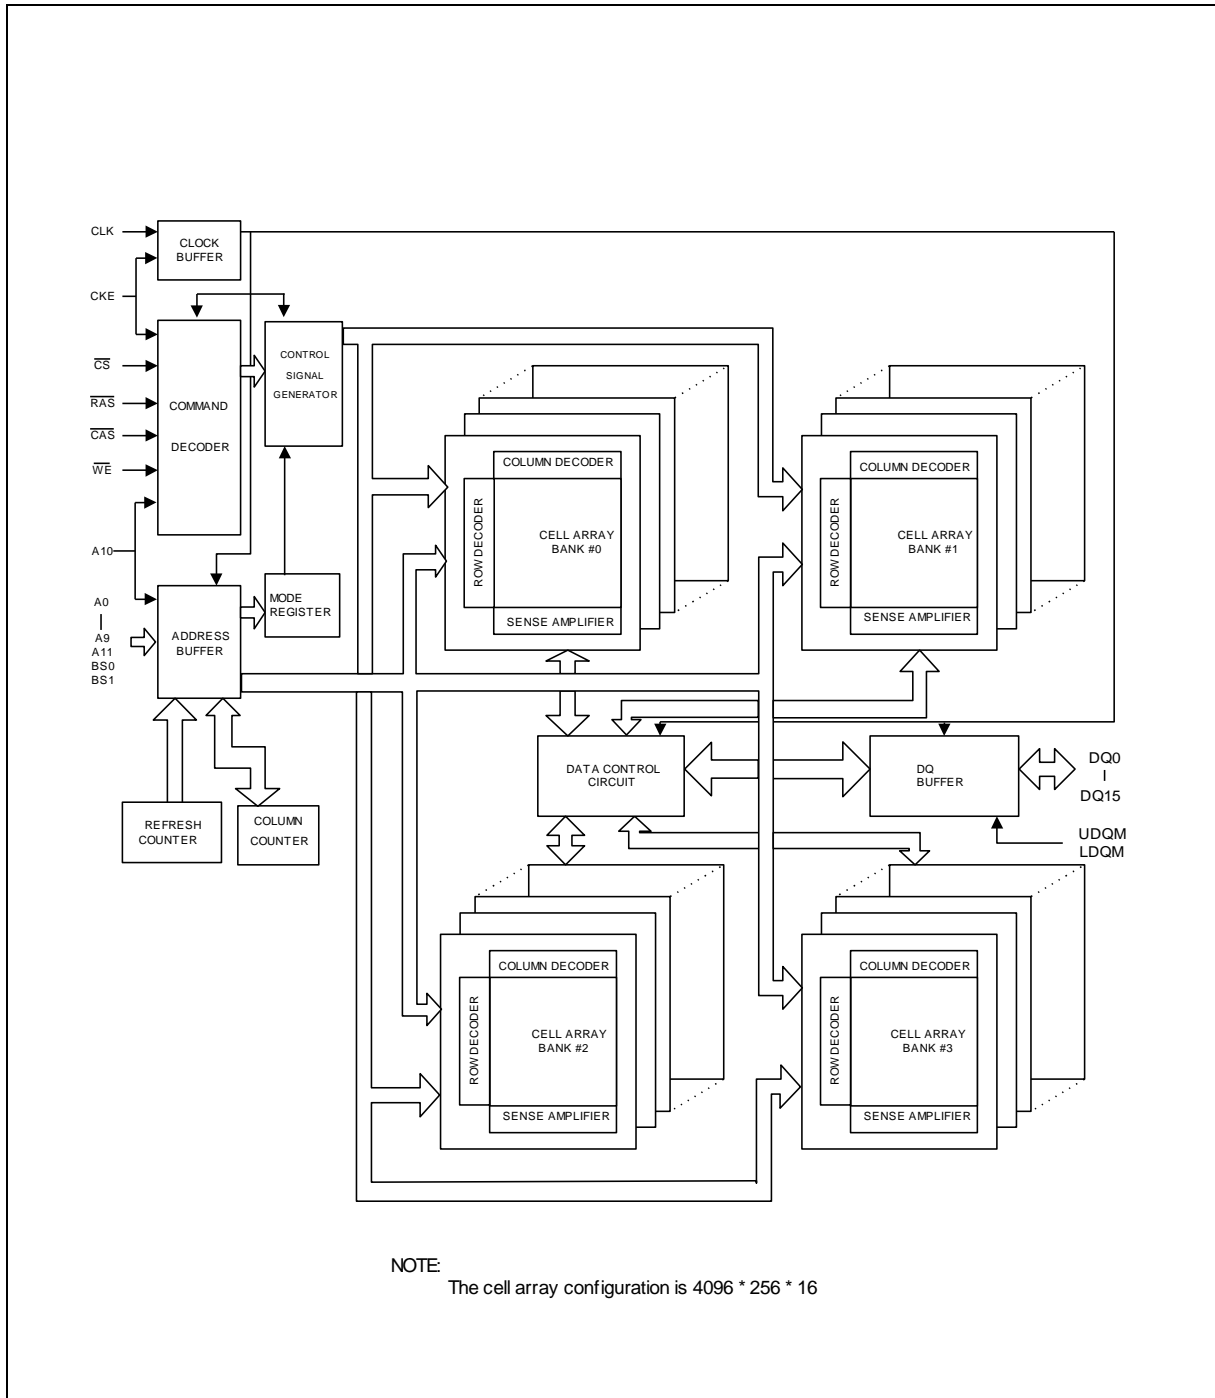 CLK
CLOCK
BUFFER
CKE
CS
RAS
CAS
WE
COMMAND
DECODER
CONTROL
SIGNAL
GENERATOR
A10
A0
A9
A11
BS0
BS1
ADDRESS
BUFFER
MODE
REGISTER
REFRESH
COUNTER
COLUMN
COUNTER
COLUMN DECODER
ROW DECODER
CELL ARRAY
BANK #0
SENSE AMPLIFIER
COLUMN DECODER
ROW DECODER
CELL ARRAY
BANK #1
SENSE AMPLIFIER
DATA CONTROL
CIRCUIT
DQ
BUFFER
DQ0
DQ15
UDQM
LDQM
COLUMN DECODER
ROW DECODER
CELL ARRAY
BANK #2
SENSE AMPLIFIER
COLUMN DECODER
ROW DECODER
CELL ARRAY
BANK #3
SENSE AMPLIFIER
NOTE:
The cell array configuration is 4096 * 256 * 16